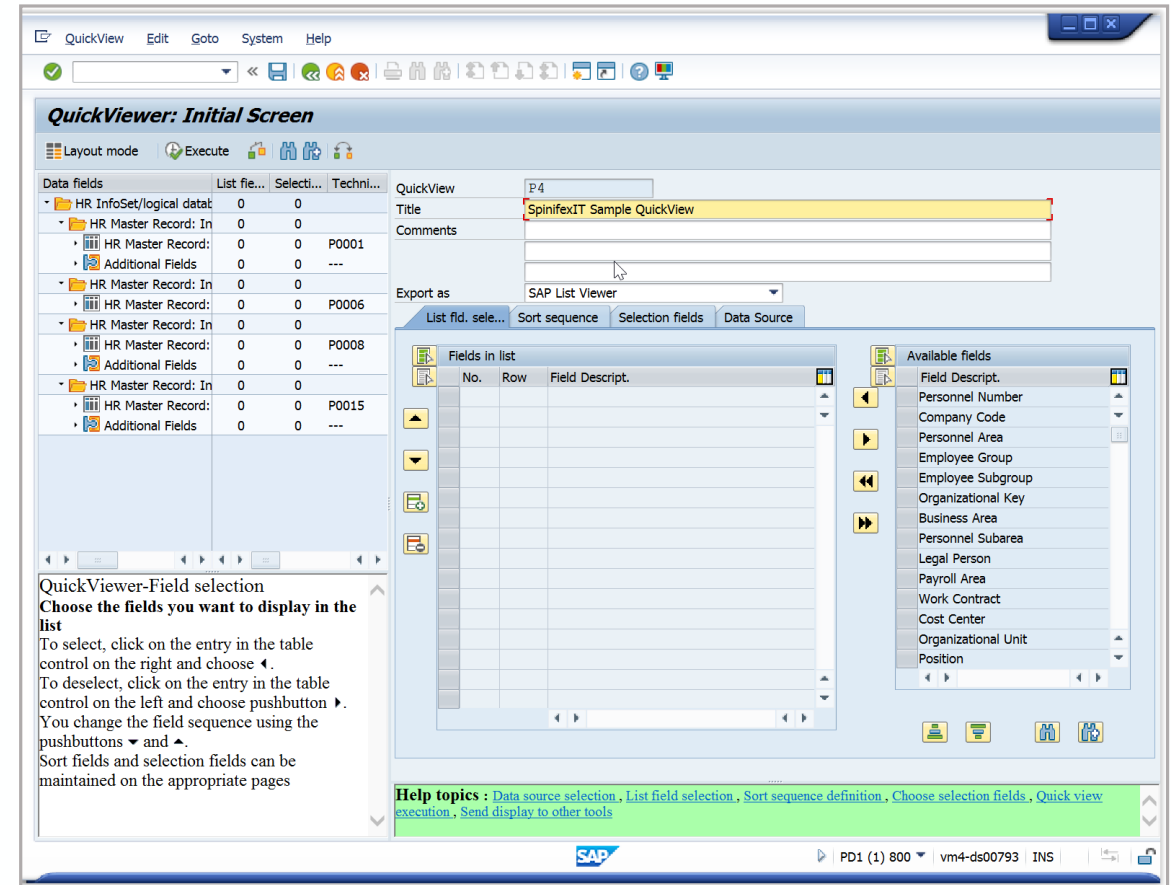 QuickView Edit Goto System Help
QuickViewer: Initial Screen
Layout mode Execute
Data fields List fie... Selecti... Techni...
HR InfoSet/logical datab 0 0
HR Master Record: In 0 0
HR Master Record: 0 0 P0001
Additional Fields 0 0 ---
HR Master Record: In 0 0
HR Master Record: 0 0 P0006
HR Master Record: In 0 0
HR Master Record: 0 0 P0008
Additional Fields 0 0 ---
HR Master Record: In 0 0
HR Master Record: 0 0 P0015
Additional Fields 0 0 ---
QuickViewer-Field selection
Choose the fields you want to display in the
list
To select, click on the entry in the table
control on the right and choose ◀.
To deselect, click on the entry in the table
control on the left and choose pushbutton ▶.
You change the field sequence using the
pushbuttons ▼ and ▲.
Sort fields and selection fields can be
maintained on the appropriate pages
QuickView P4
Title SpinifexIT Sample QuickView
Comments
Export as SAP List Viewer
List fld. sele... Sort sequence Selection fields Data Source
Fields in list
No. Row Field Descript.
Available fields
Field Descript.
Personnel Number
Company Code
Personnel Area
Employee Group
Employee Subgroup
Organizational Key
Business Area
Personnel Subarea
Legal Person
Payroll Area
Work Contract
Cost Center
Organizational Unit
Position
Help topics : Data source selection , List field selection , Sort sequence definition , Choose selection fields , Quick view
execution , Send display to other tools
SAP PD1 (1) 800 vm4-ds00793 INS